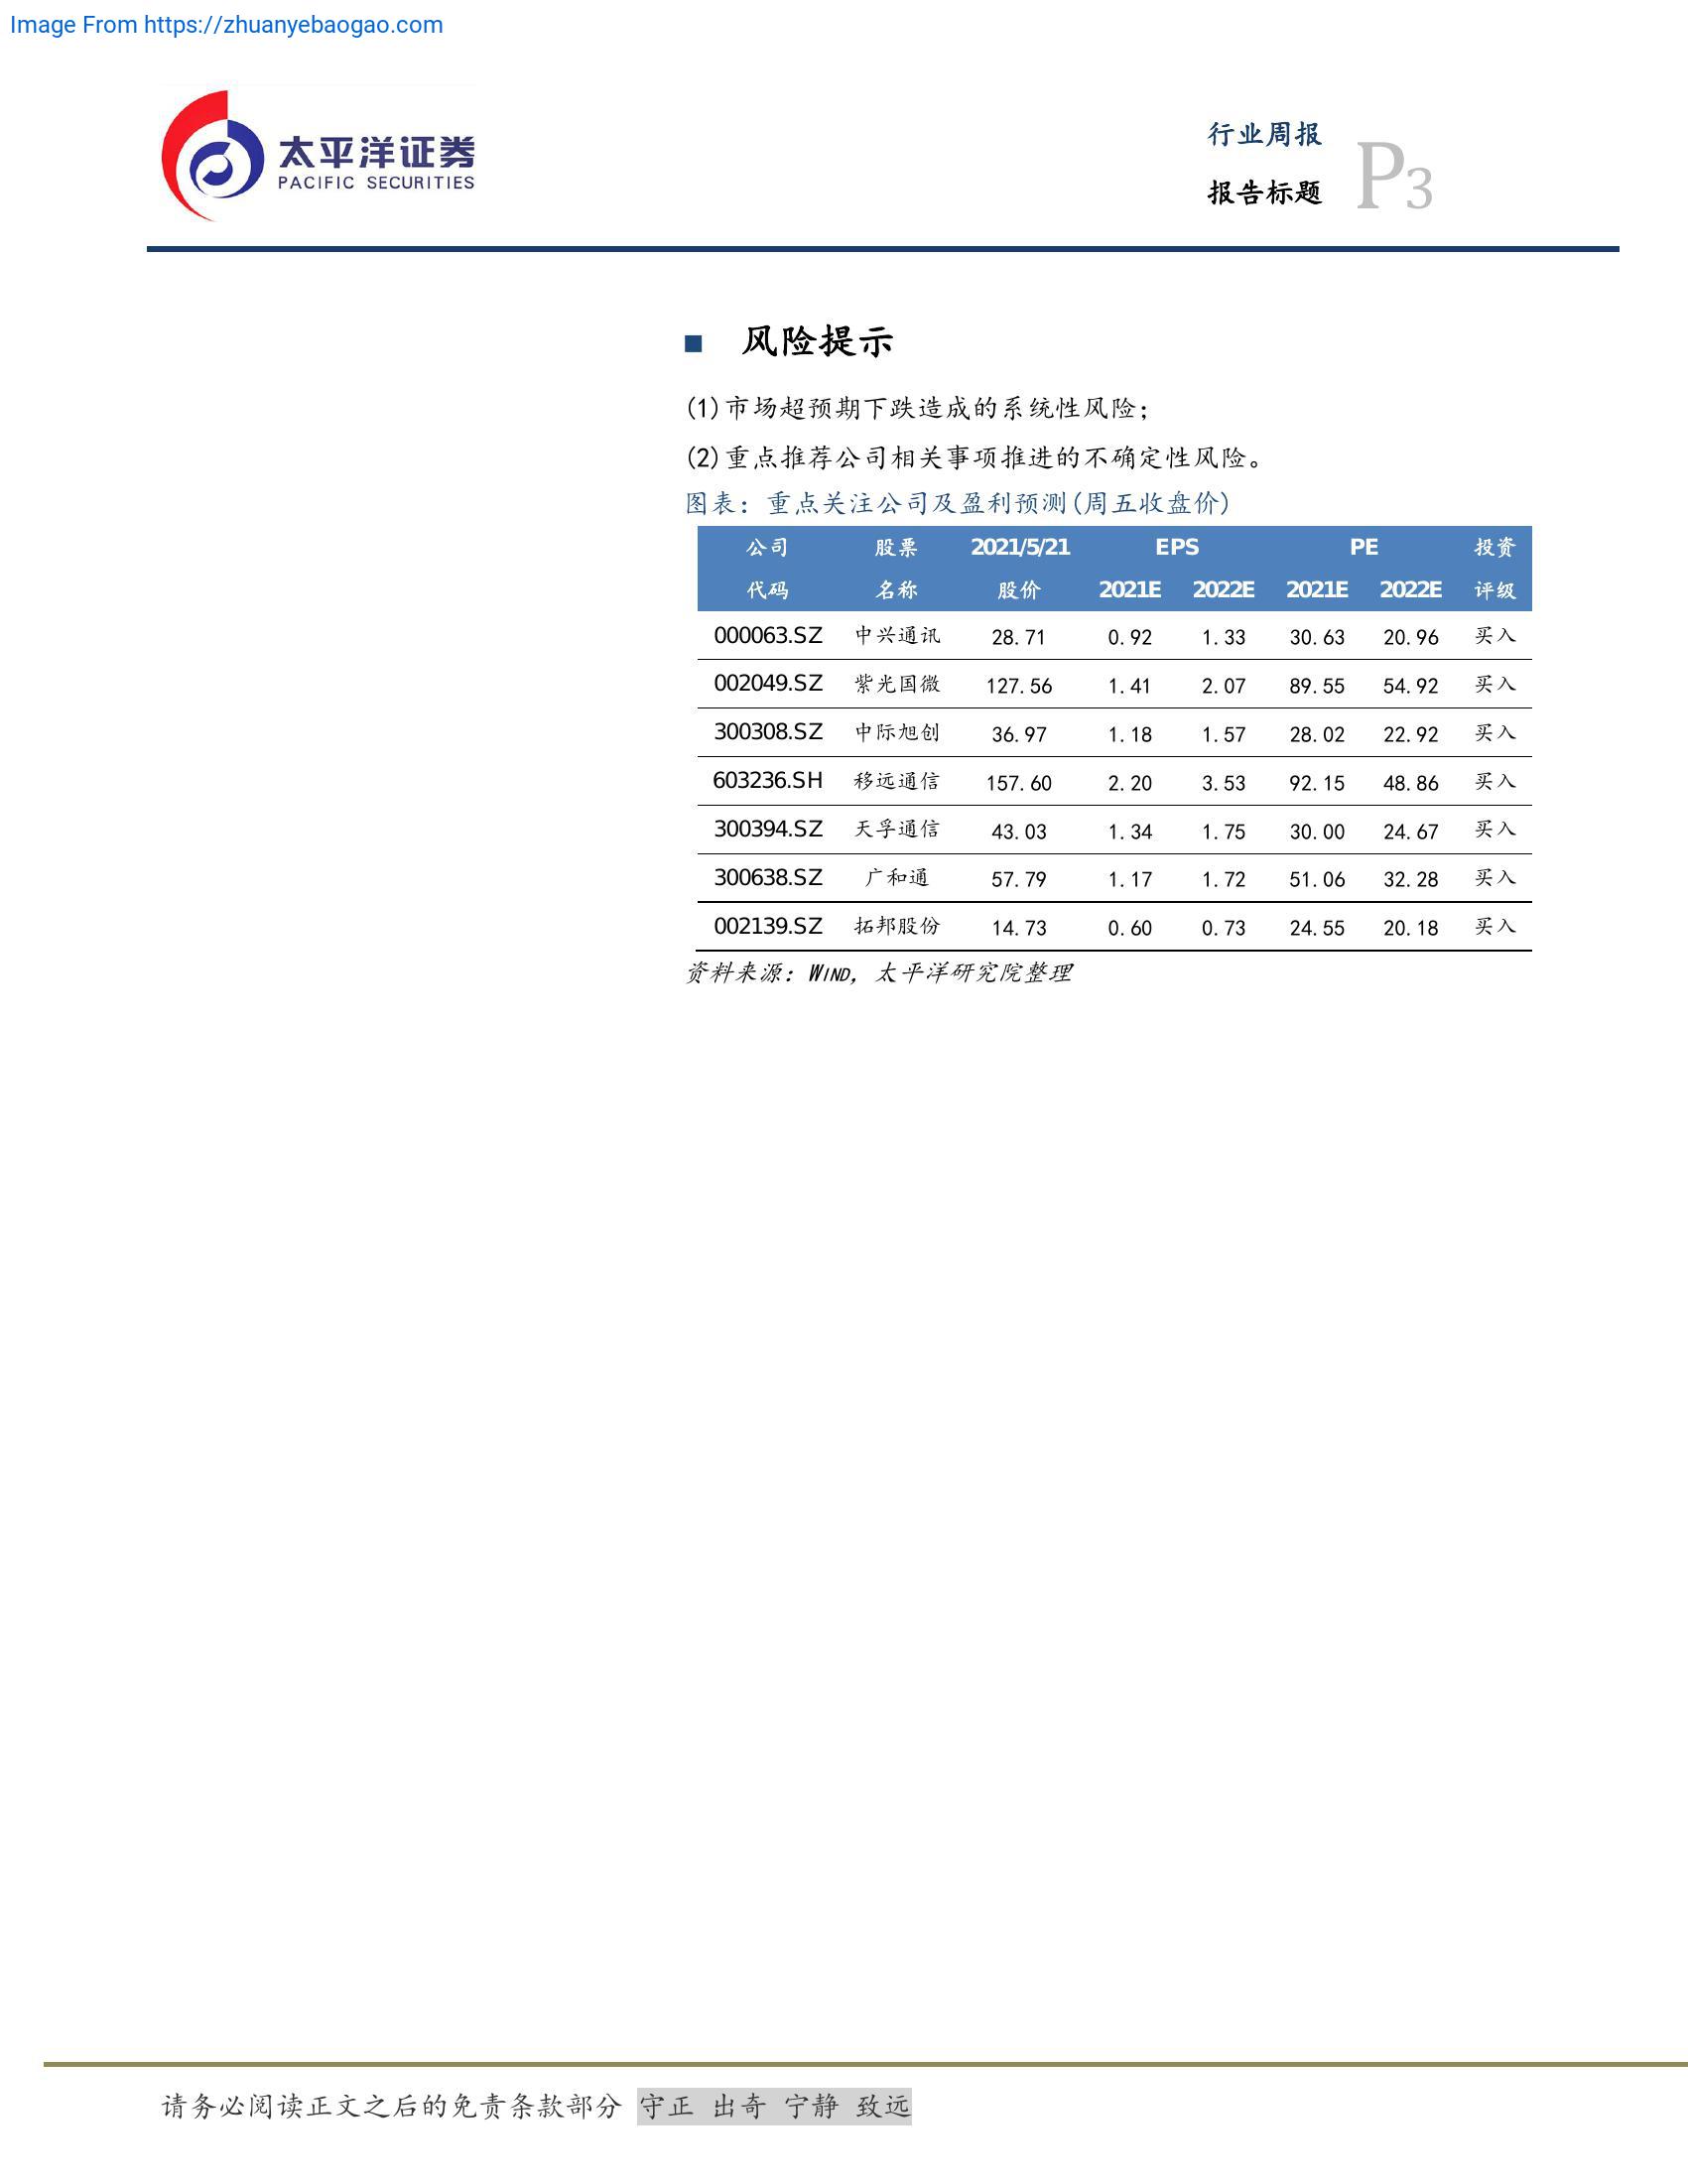 Image From https://zhuanyebaogao.com
太平洋证券
PACIFIC SECURITIES
行业周报
报告标题
P3
■ 风险提示
(1)市场超预期下跌造成的系统性风险；
(2)重点推荐公司相关事项推进的不确定性风险。
图表：重点关注公司及盈利预测(周五收盘价)
公司 股票 2021/5/21 EPS PE 投资
代码 名称 股价 2021E 2022E 2021E 2022E 评级
000063.SZ 中兴通讯 28.71 0.92 1.33 30.63 20.96 买入
002049.SZ 紫光国微 127.56 1.41 2.07 89.55 54.92 买入
300308.SZ 中际旭创 36.97 1.18 1.57 28.02 22.92 买入
603236.SH 移远通信 157.60 2.20 3.53 92.15 48.86 买入
300394.SZ 天孚通信 43.03 1.34 1.75 30.00 24.67 买入
300638.SZ 广和通 57.79 1.17 1.72 51.06 32.28 买入
002139.SZ 拓邦股份 14.73 0.60 0.73 24.55 20.18 买入
资料来源：WIND，太平洋研究院整理
请务必阅读正文之后的免责条款部分 守正 出奇 宁静 致远